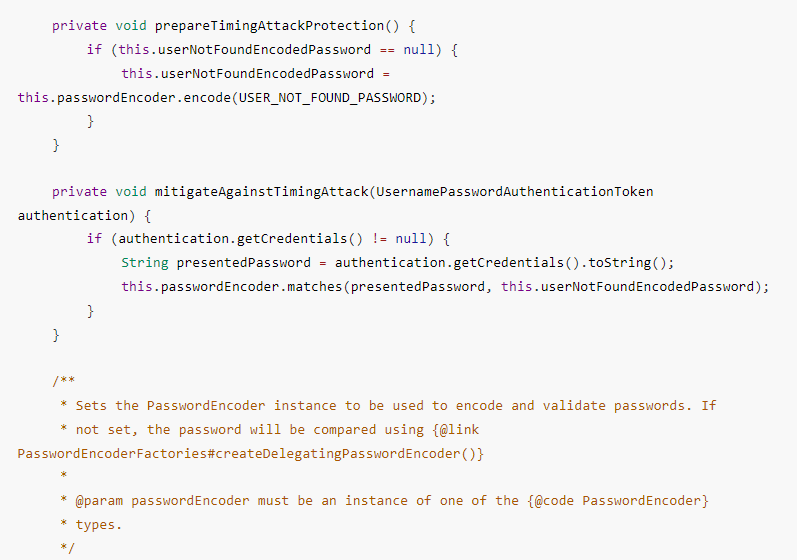 private void prepareTimingAttackProtection() {
if (this.userNotFoundEncodedPassword == null) {
this.userNotFoundEncodedPassword =
this.passwordEncoder.encode(USER_NOT_FOUND_PASSWORD);
}
}
private void mitigateAgainstTimingAttack(UsernamePasswordAuthenticationToken
authentication) {
if (authentication.getCredentials() != null) {
String presentedPassword = authentication.getCredentials().toString();
this.passwordEncoder.matches(presentedPassword, this.userNotFoundEncodedPassword);
}
}
/**
* Sets the PasswordEncoder instance to be used to encode and validate passwords. If
* not set, the password will be compared using {@link
PasswordEncoderFactories#createDelegatingPasswordEncoder()}
*
* @param passwordEncoder must be an instance of one of the {@code PasswordEncoder}
* types.
*/